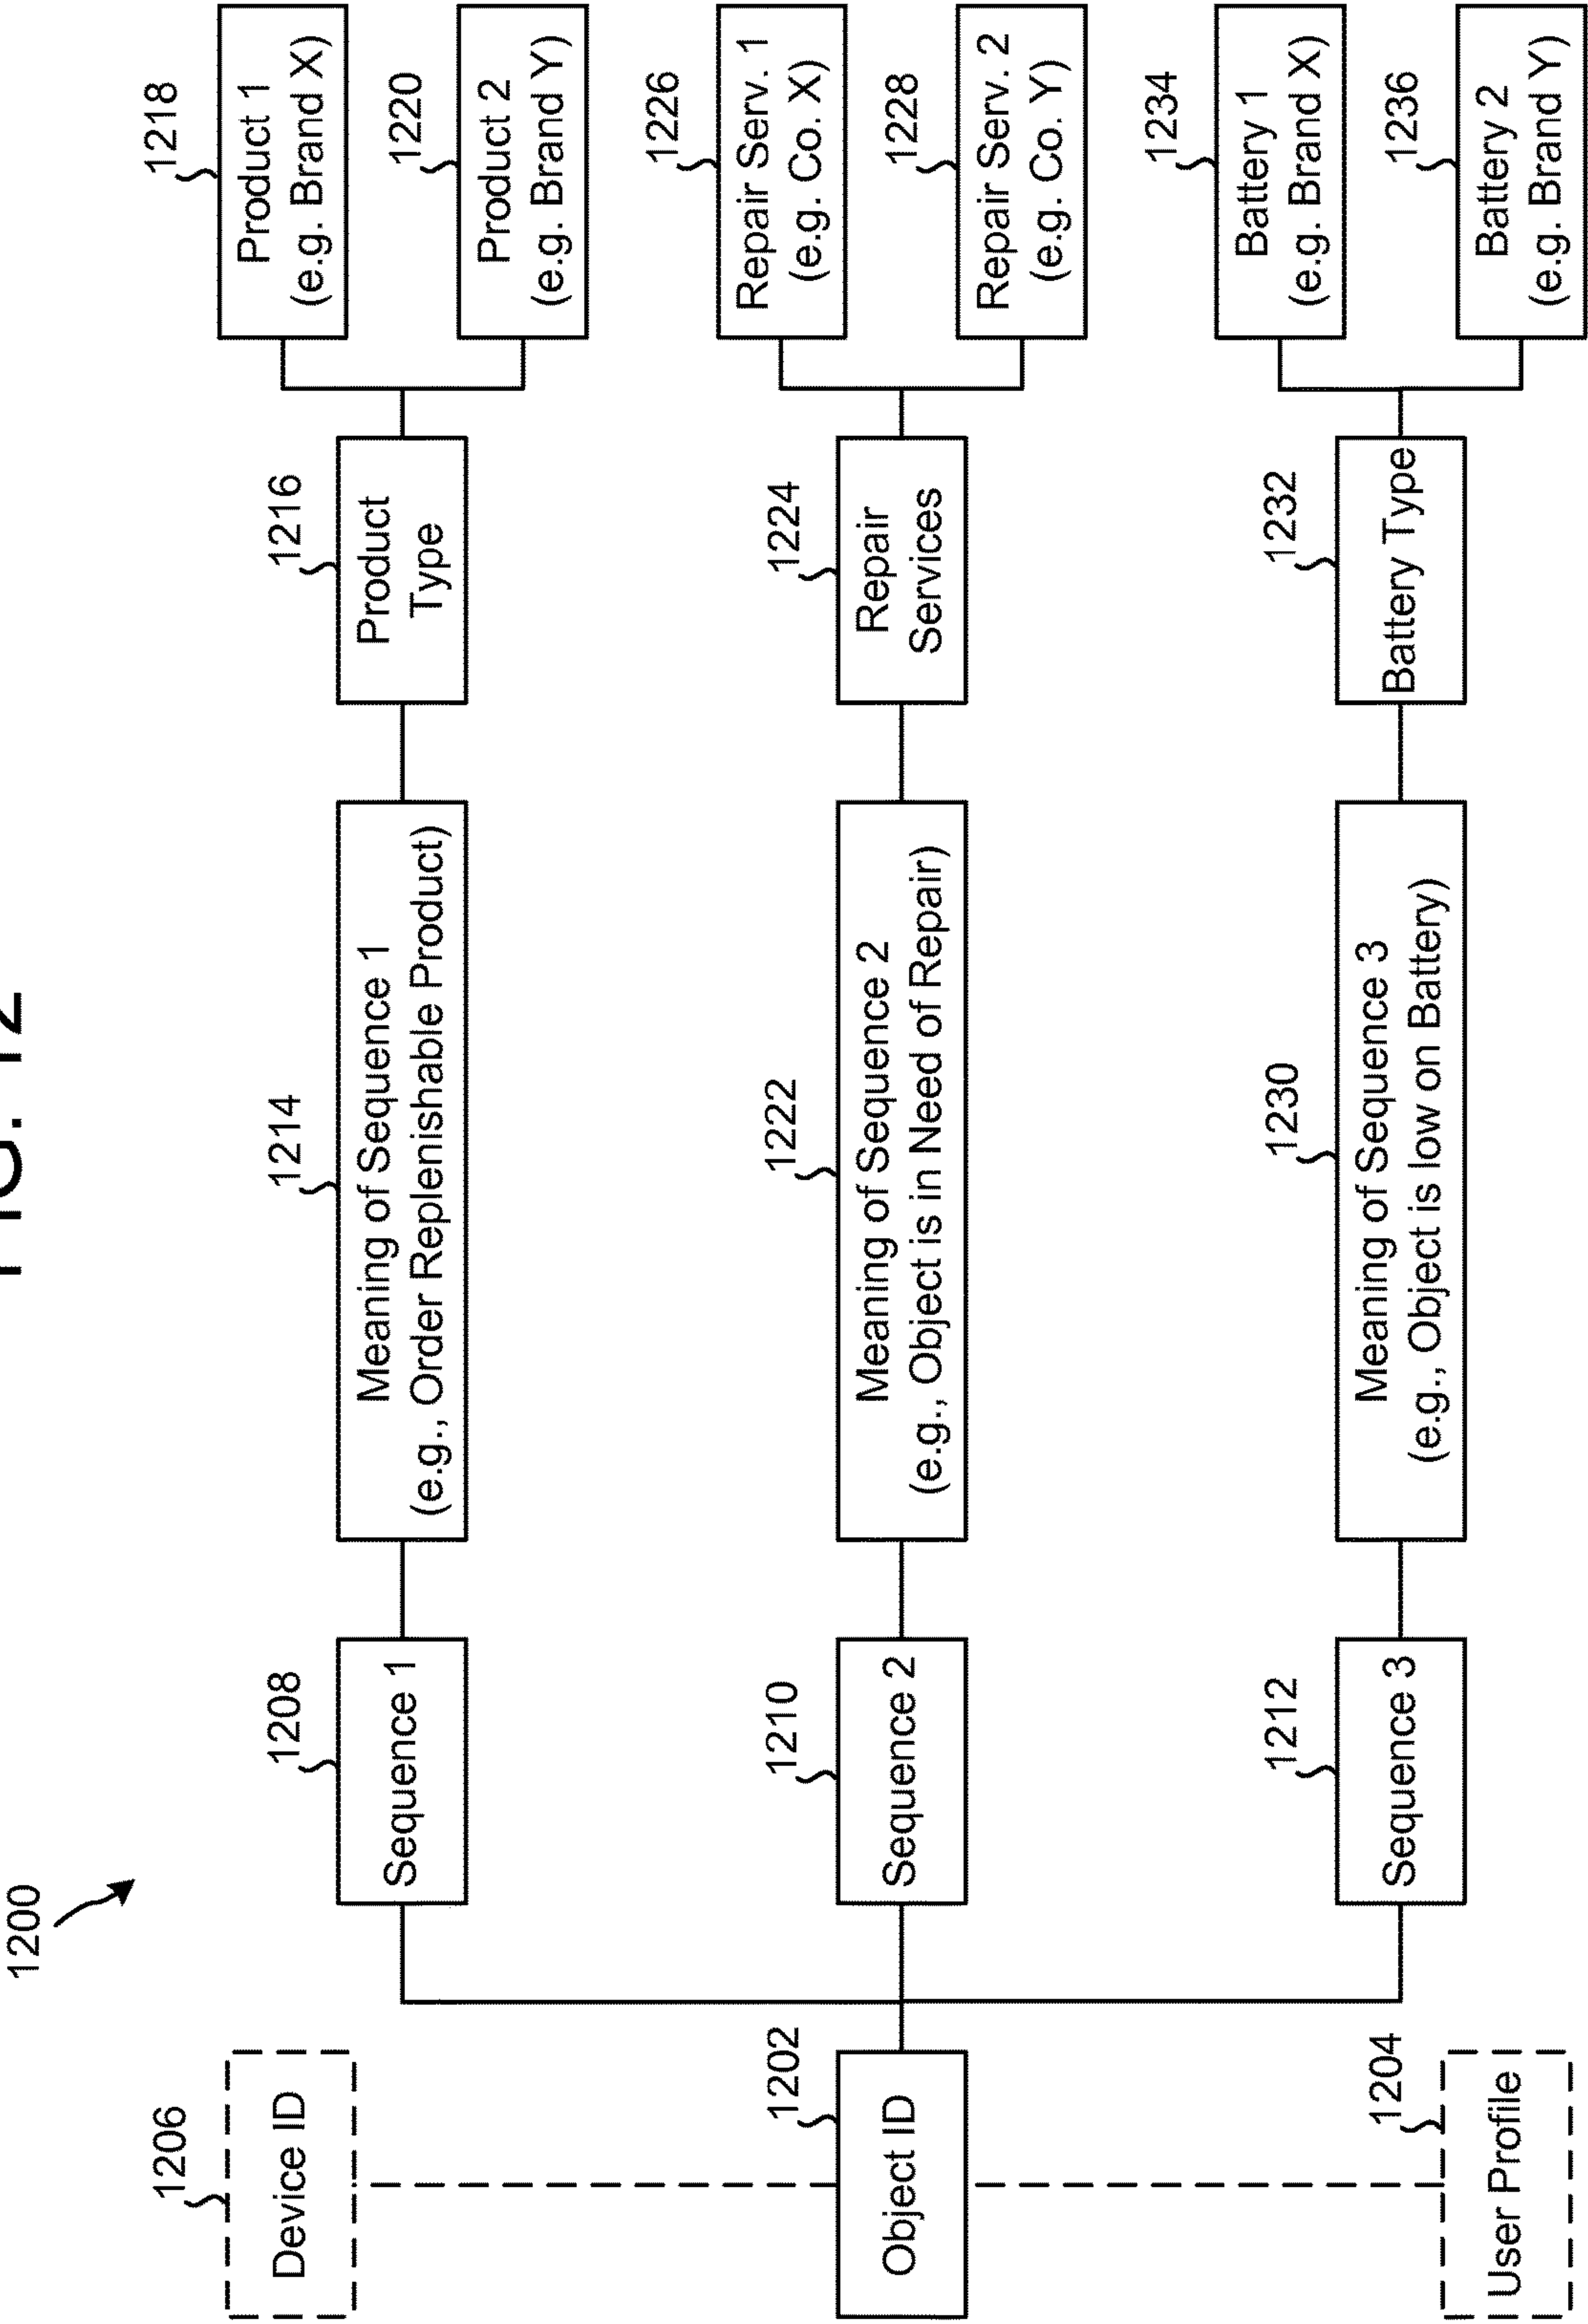 FIG. 12
1200
1206
Device ID
1202
Object ID
1204
User Profile
1208
Sequence 1
1210
Sequence 2
1212
Sequence 3
1214
Meaning of Sequence 1
(e.g., Order Replenishable Product)
1222
Meaning of Sequence 2
(e.g., Object is in Need of Repair)
1230
Meaning of Sequence 3
(e.g., Object is low on Battery)
1216
Product
Type
1224
Repair
Services
1232
Battery Type
1218
Product 1
(e.g. Brand X)
1220
Product 2
(e.g. Brand Y)
1226
Repair Serv. 1
(e.g. Co. X)
1228
Repair Serv. 2
(e.g. Co. Y)
1234
Battery 1
(e.g. Brand X)
1236
Battery 2
(e.g. Brand Y)